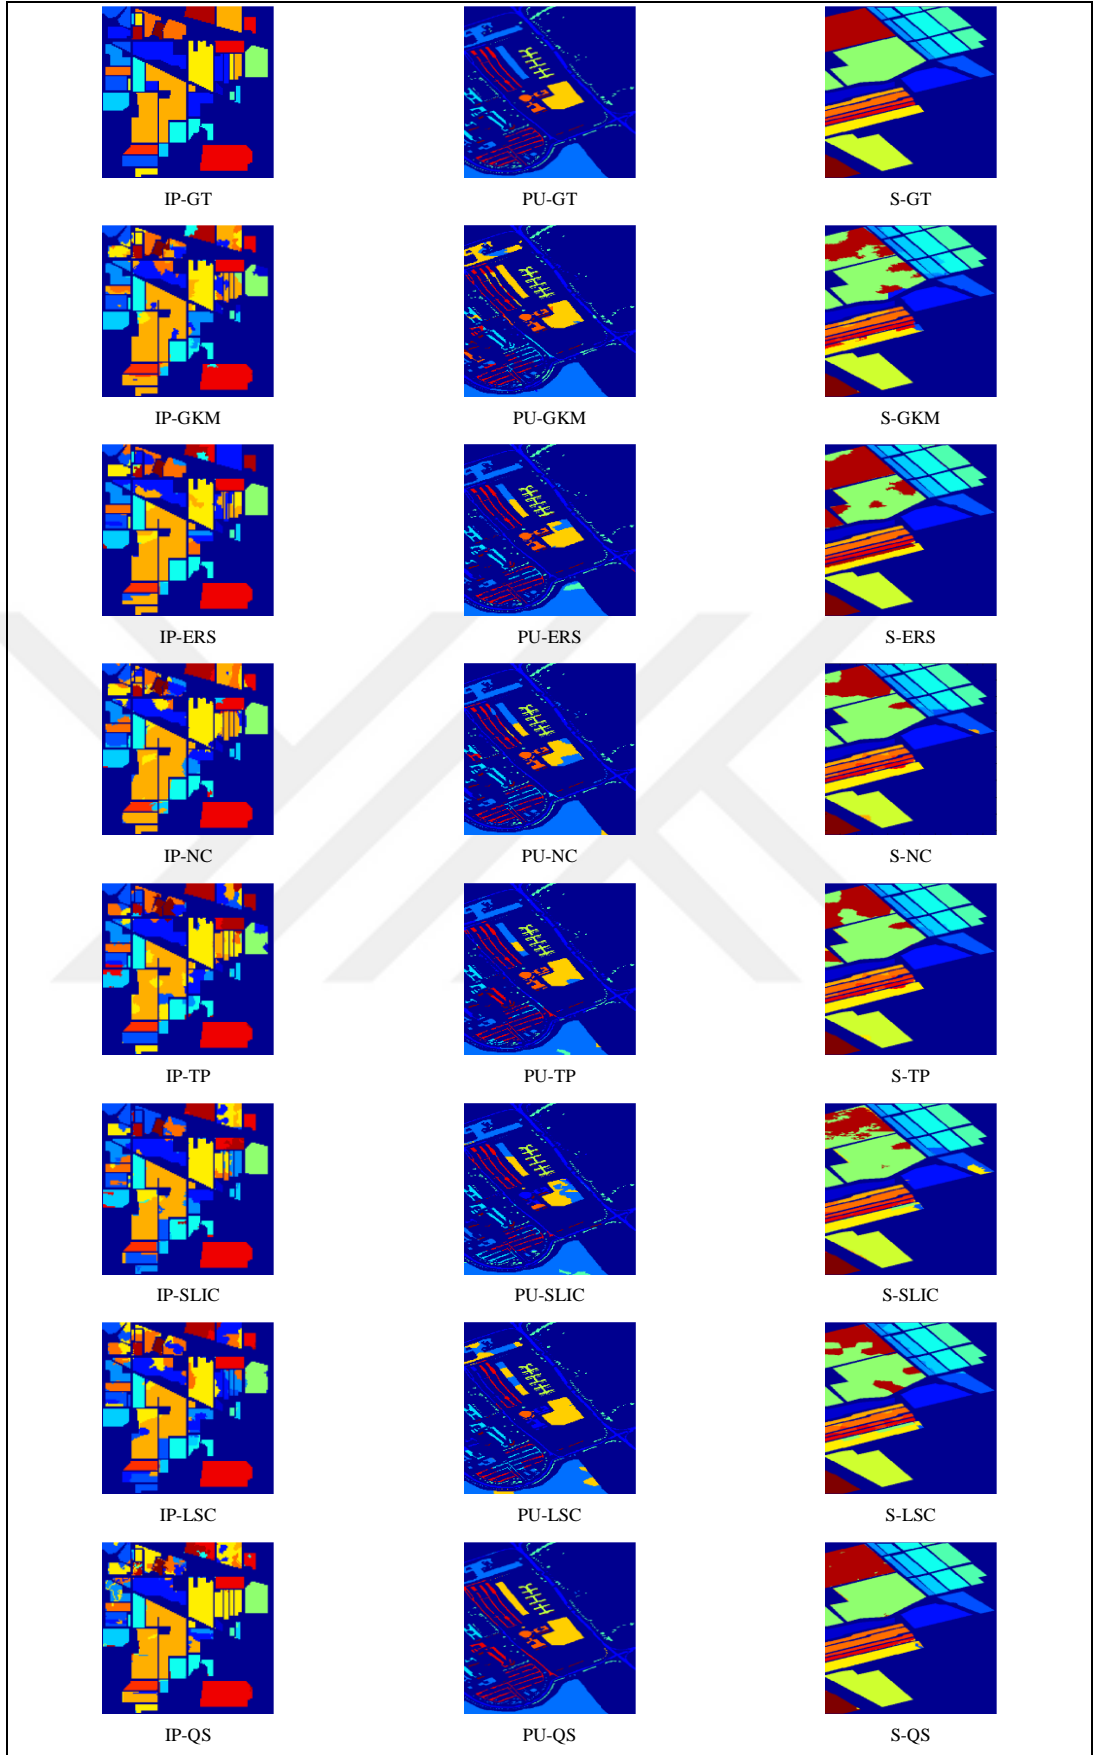 IP-GT PU-GT S-GT
IP-GKM PU-GKM S-GKM
IP-ERS PU-ERS S-ERS
IP-NC PU-NC S-NC
IP-TP PU-TP S-TP
IP-SLIC PU-SLIC S-SLIC
IP-LSC PU-LSC S-LSC
IP-QS PU-QS S-QS